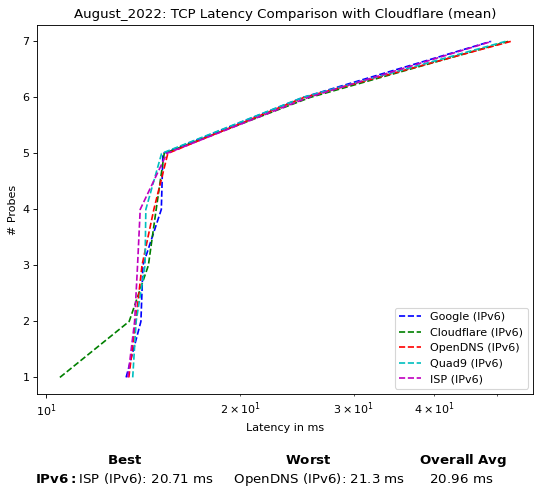 August_2022: TCP Latency Comparison with Cloudflare (mean)
7
6
5
4
3
2
1
# Probes
10¹
2 × 10¹
3 × 10¹
4 × 10¹
Latency in ms
Google (IPv6)
Cloudflare (IPv6)
OpenDNS (IPv6)
Quad9 (IPv6)
ISP (IPv6)
Best Worst Overall Avg
IPv6: ISP (IPv6): 20.71 ms OpenDNS (IPv6): 21.3 ms 20.96 ms